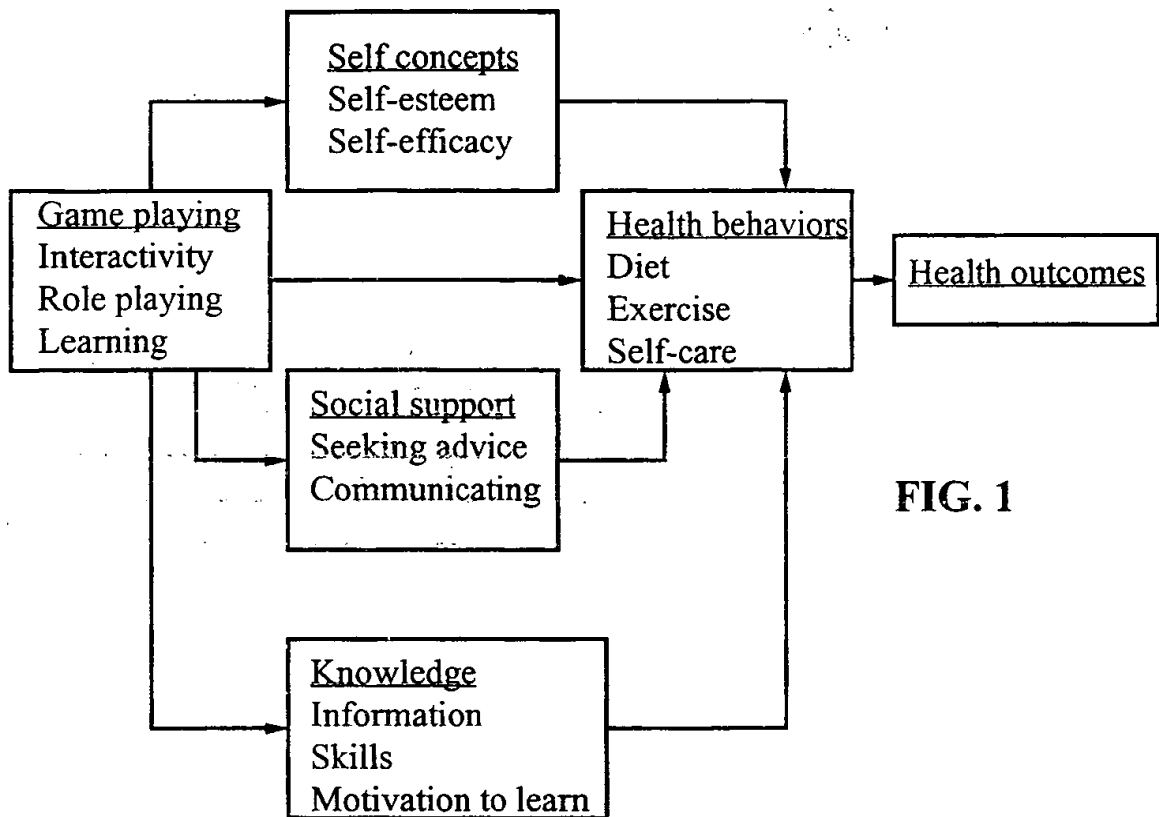 Self concepts
Self-esteem
Self-efficacy
Game playing
Interactivity
Role playing
Learning
Health behaviors
Diet
Exercise
Self-care
Health outcomes
Social support
Seeking advice
Communicating
FIG. 1
Knowledge
Information
Skills
Motivation to learn